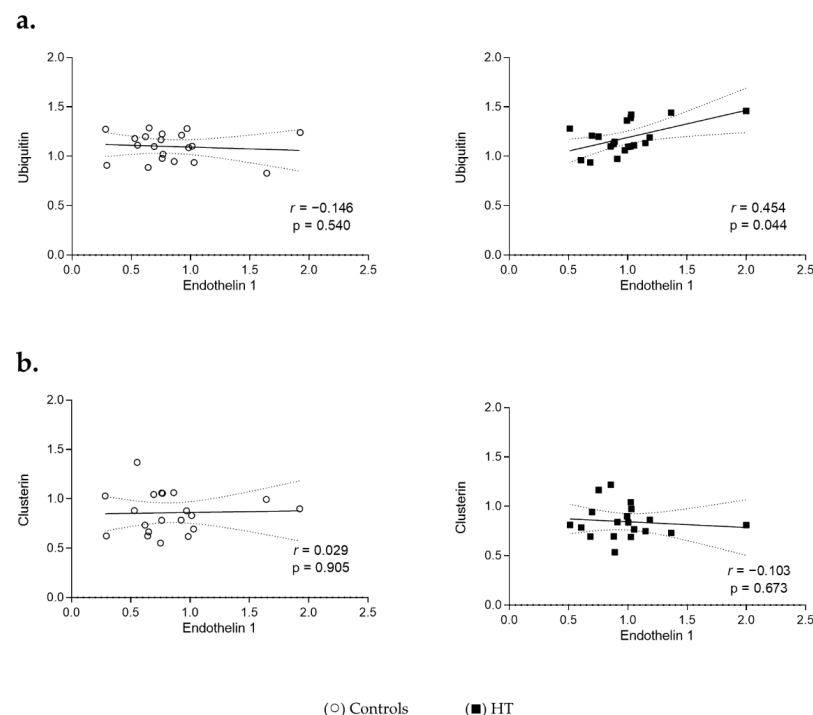 a.
2.0
1.5
1.0
0.5
0.0
Ubiquitin
r = −0.146
p = 0.540
0.0 0.5 1.0 1.5 2.0 2.5
Endothelin 1
2.0
1.5
1.0
0.5
0.0
Ubiquitin
r = 0.454
p = 0.044
0.0 0.5 1.0 1.5 2.0 2.5
Endothelin 1
b.
2.0
1.5
1.0
0.5
0.0
Clusterin
r = 0.029
p = 0.905
0.0 0.5 1.0 1.5 2.0 2.5
Endothelin 1
2.0
1.5
1.0
0.5
0.0
Clusterin
r = −0.103
p = 0.673
0.0 0.5 1.0 1.5 2.0 2.5
Endothelin 1
(○) Controls (■) HT